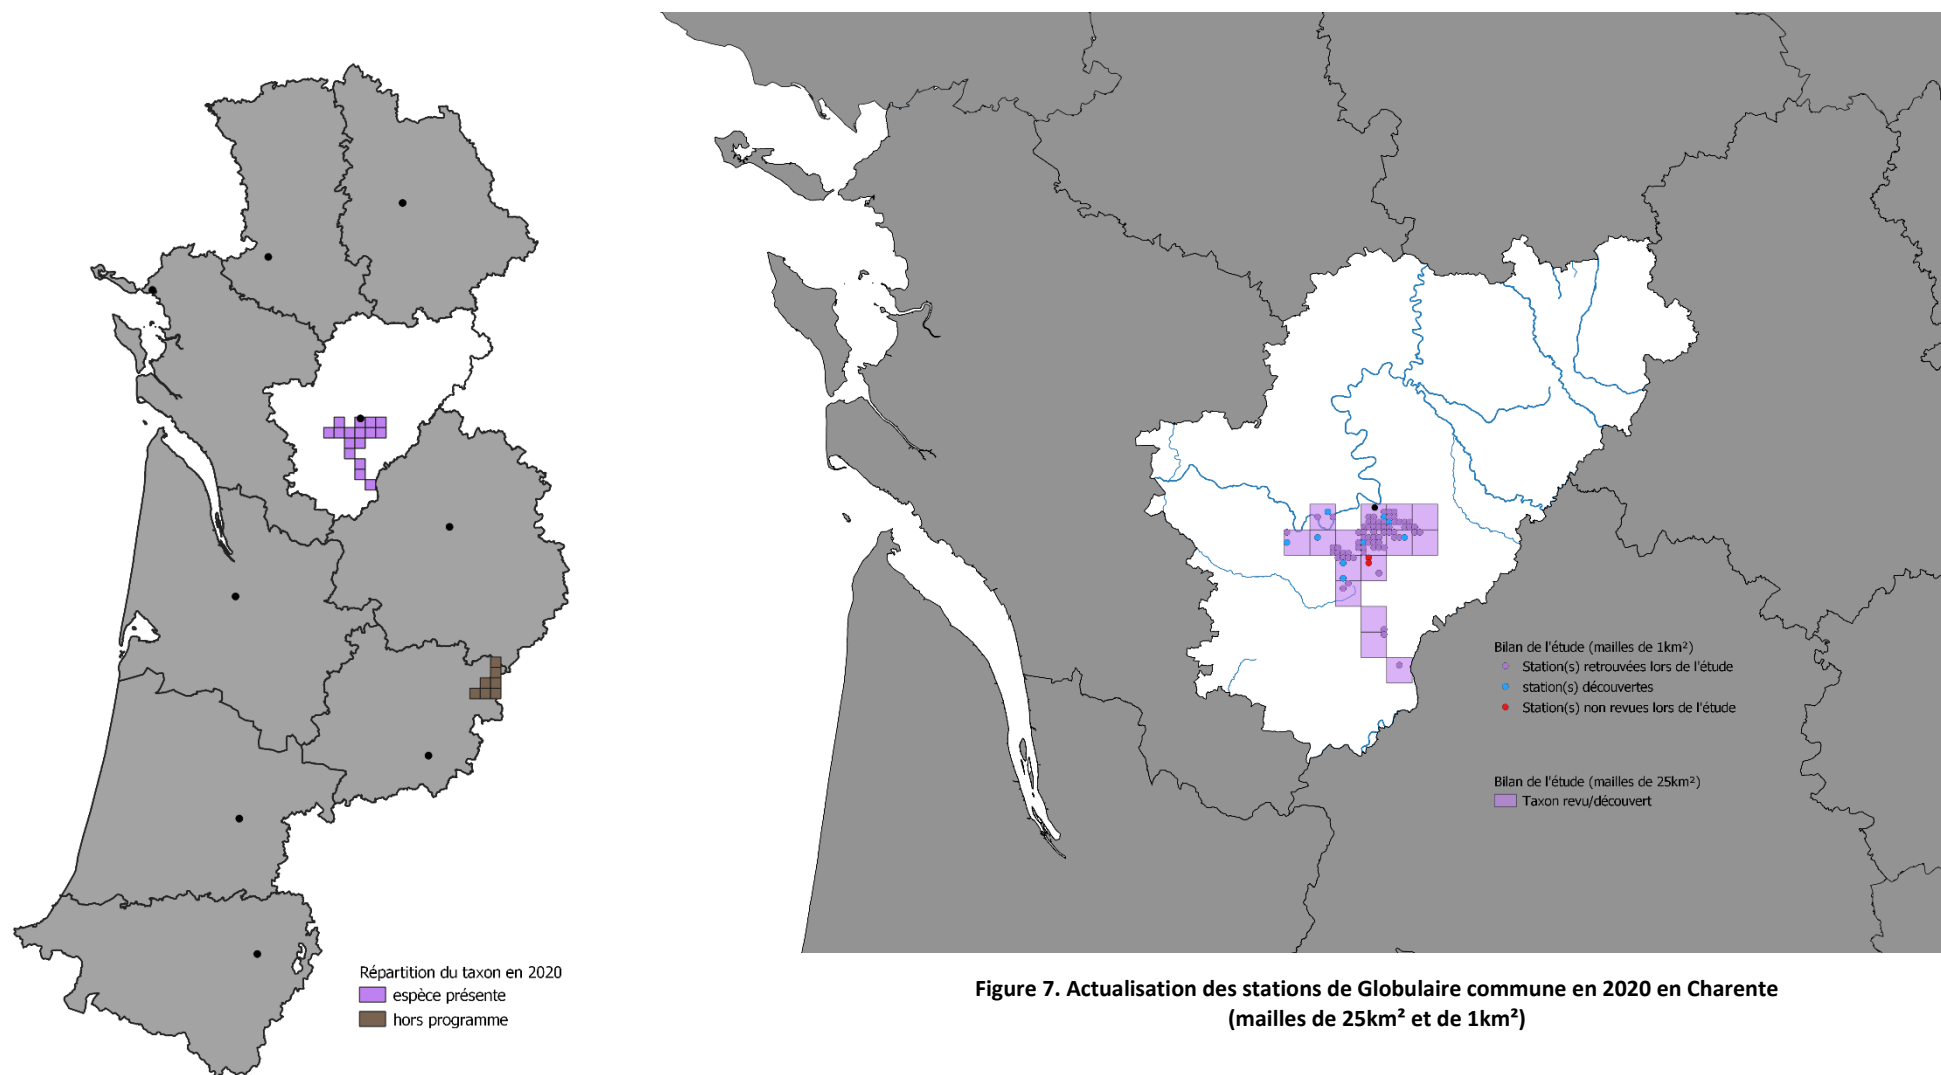 Répartition du taxon en 2020
espèce présente
hors programme
Bilan de l'étude (mailles de 1km²)
Station(s) retrouvées lors de l'étude
station(s) découvertes
Station(s) non revues lors de l'étude
Bilan de l'étude (mailles de 25km²)
Taxon revu/découvert
Figure 7. Actualisation des stations de Globulaire commune en 2020 en Charente
(mailles de 25km² et de 1km²)